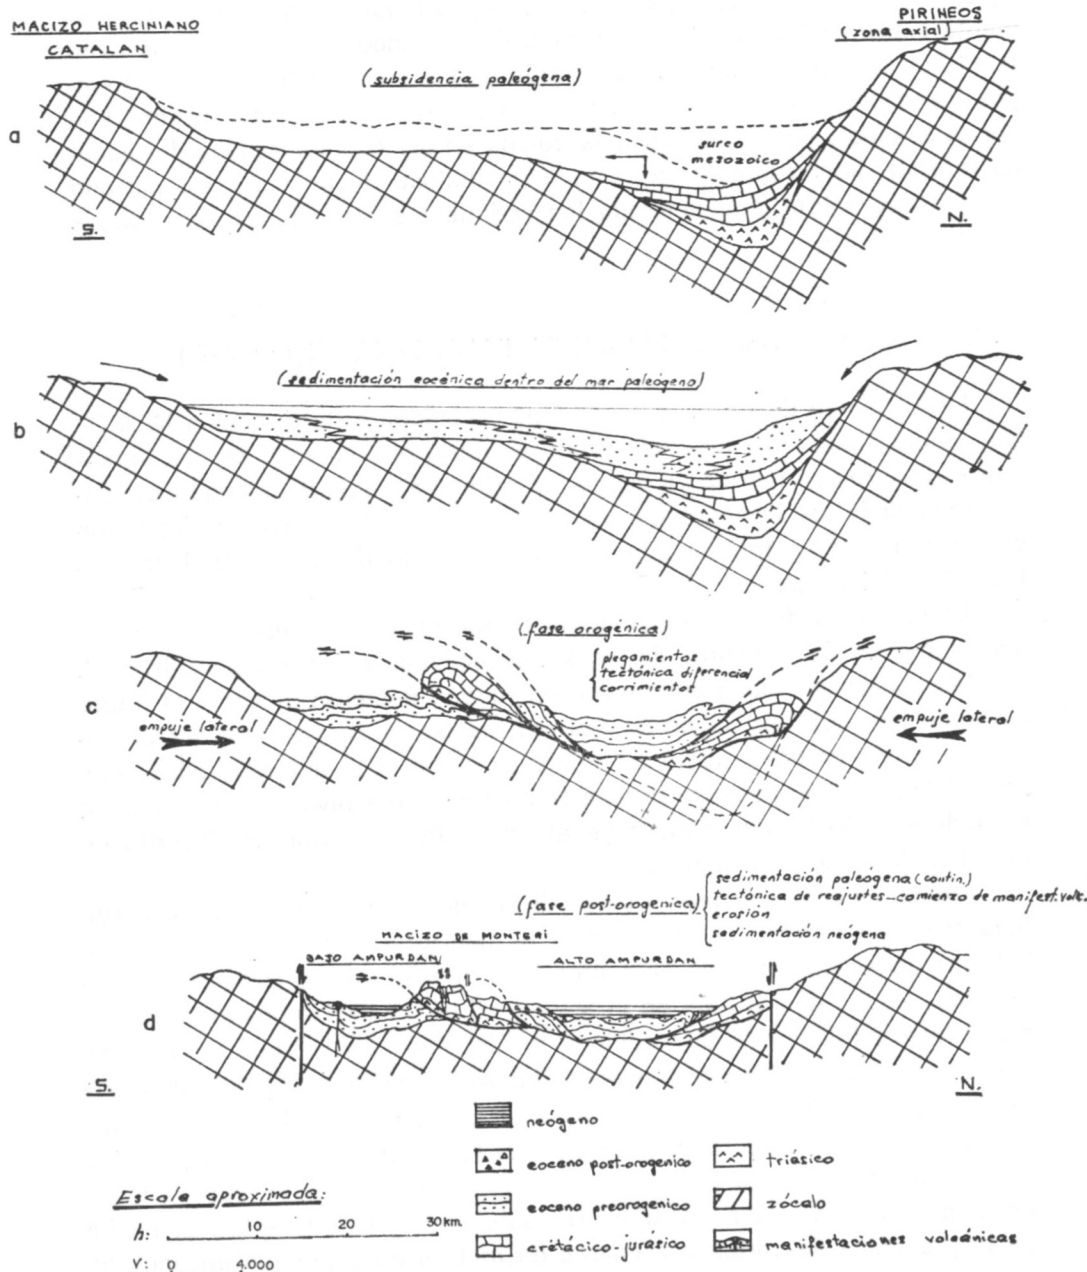 MACIZO HERCINIANO
CATALAN
PIRINEOS
(zona axial)
(subsidencia paleógena)
a
surco
mesozoico
S.
N.
(sedimentación eocénica dentro del mar paleógeno)
b
(fase orogénica)
plegamientos
tectónica diferencial
corrimientos
c
empuje lateral
empuje lateral
(fase post-orogenica)
sedimentación paleógena (contin.)
tectónica de reajustes-comienzo de manifest. volc.
erosión
sedimentación neógena
MACIZO DE MONTGRI
BAJO AMPURDAN
ALTO AMPURDAN
d
S.
N.
neógeno
eoceno post-orogenico
triásico
eoceno preorogenico
zócalo
cretácico-jurásico
manifestaciones volcánicas
Escala aproximada:
h: 10 20 30 km.
V: 0 4.000